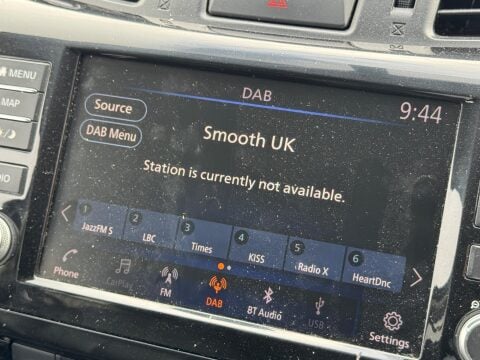 MENU
MAP
DAB
9:44
Source
DAB Menu
Smooth UK
Station is currently not available.
1 JazzFM S
2 LBC
3 Times
4 KISS
5 Radio X
6 HeartDnc
Phone
CarPlay
FM
DAB
BT Audio
USB
Settings